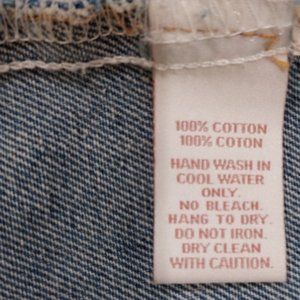 100% COTTON
100% COTON
HAND WASH IN
COOL WATER
ONLY.
NO BLEACH.
HANG TO DRY.
DO NOT IRON.
DRY CLEAN
WITH CAUTION.